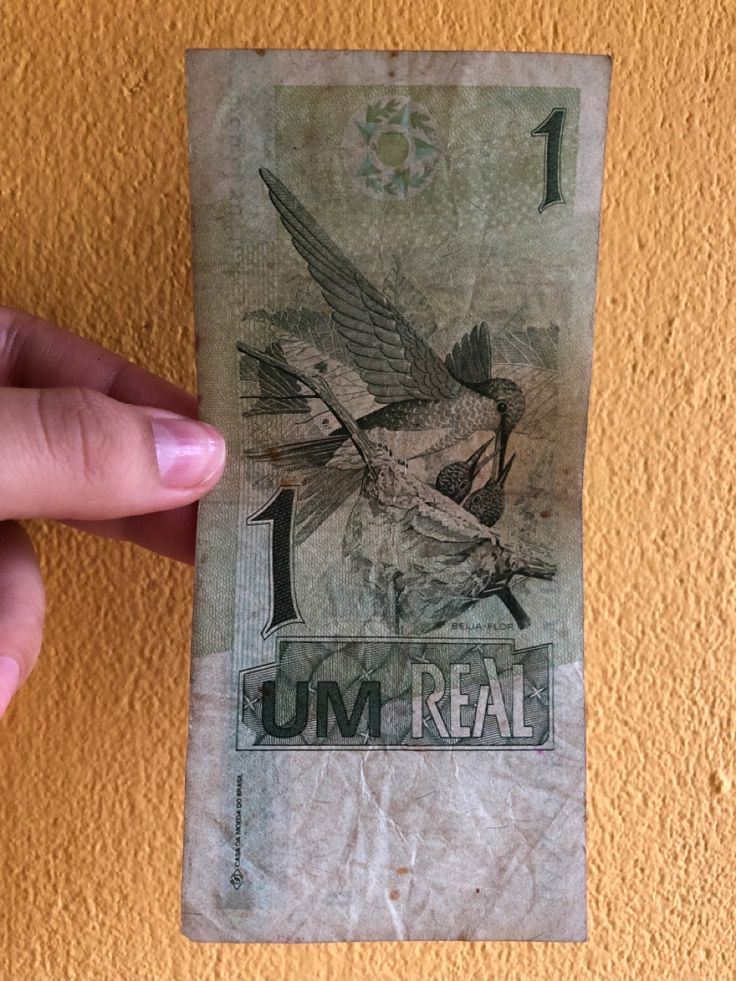 1
1
BEIJA-FLOR
UM REAL
CASA DA MOEDA DO BRASIL